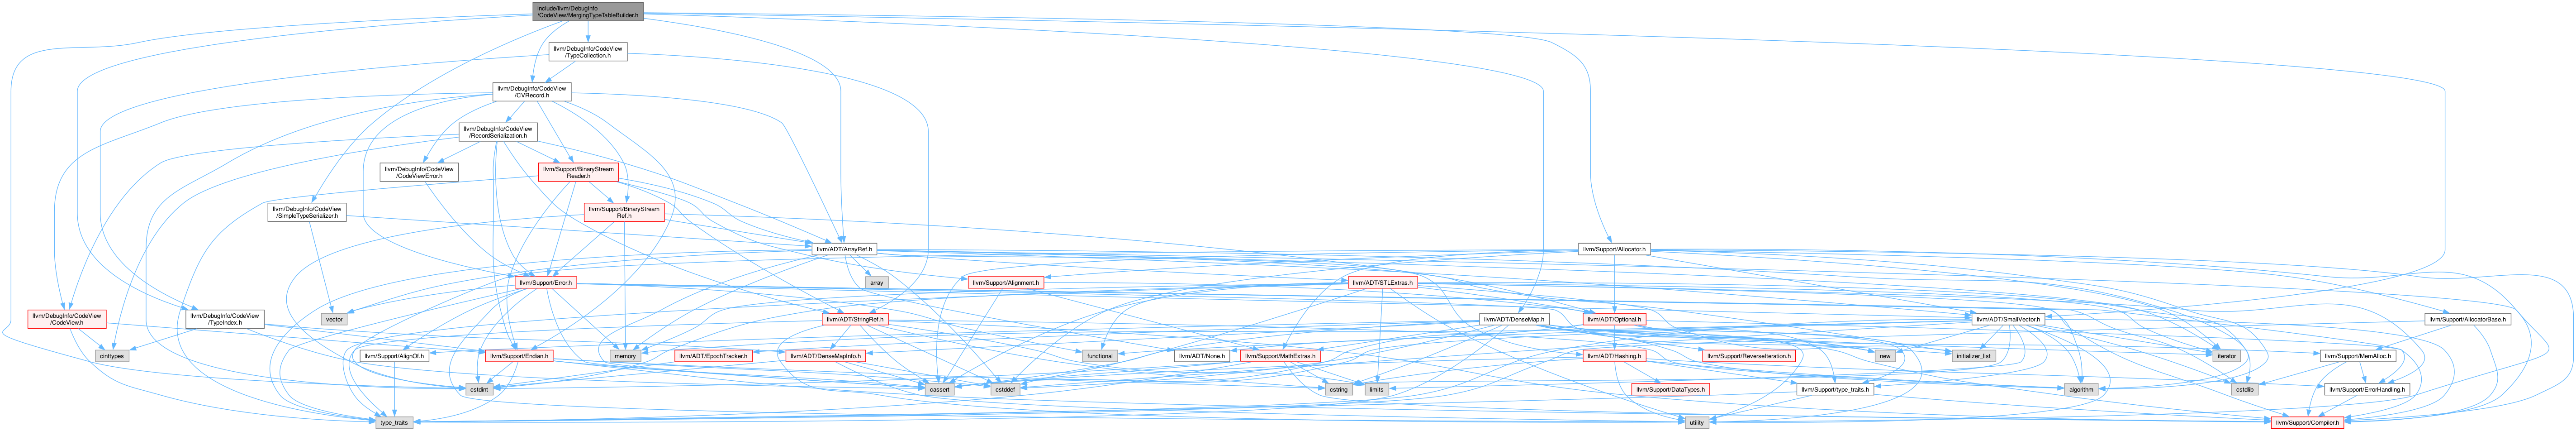 include/llvm/DebugInfo
/CodeView/MergingTypeTableBuilder.h
llvm/DebugInfo/CodeView
/TypeCollection.h
llvm/DebugInfo/CodeView
/CVRecord.h
llvm/DebugInfo/CodeView
/RecordSerialization.h
llvm/DebugInfo/CodeView
/CodeViewError.h
llvm/Support/BinaryStream
Reader.h
llvm/DebugInfo/CodeView
/SimpleTypeSerializer.h
llvm/Support/BinaryStream
Ref.h
llvm/ADT/ArrayRef.h
llvm/Support/Allocator.h
llvm/Support/Error.h
array
llvm/Support/Alignment.h
llvm/ADT/STLExtras.h
llvm/DebugInfo/CodeView
/CodeView.h
llvm/DebugInfo/CodeView
/TypeIndex.h
vector
llvm/ADT/StringRef.h
llvm/ADT/DenseMap.h
llvm/ADT/Optional.h
llvm/ADT/SmallVector.h
llvm/Support/AllocatorBase.h
cinttypes
llvm/Support/AlignOf.h
llvm/Support/Endian.h
memory
llvm/ADT/EpochTracker.h
llvm/ADT/DenseMapInfo.h
functional
llvm/ADT/None.h
llvm/Support/MathExtras.h
llvm/ADT/Hashing.h
llvm/Support/ReverseIteration.h
new
initializer_list
iterator
llvm/Support/MemAlloc.h
cstdint
cassert
cstddef
cstring
limits
llvm/Support/DataTypes.h
llvm/Support/type_traits.h
algorithm
cstdlib
llvm/Support/ErrorHandling.h
type_traits
utility
llvm/Support/Compiler.h